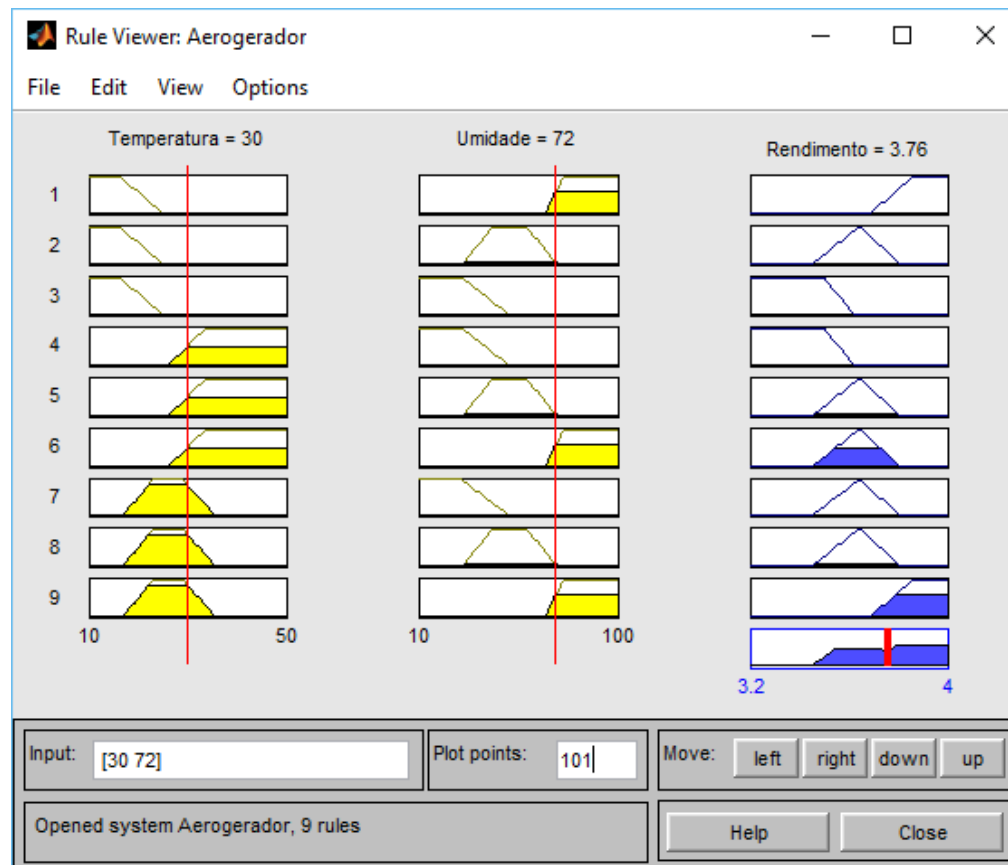 Rule Viewer: Aerogerador
File Edit View Options
Temperatura = 30 Umidade = 72 Rendimento = 3.76
1
2
3
4
5
6
7
8
9
10 50 10 100
3.2 4
Input: [30 72] Plot points: 101 Move: left right down up
Opened system Aerogerador, 9 rules Help Close